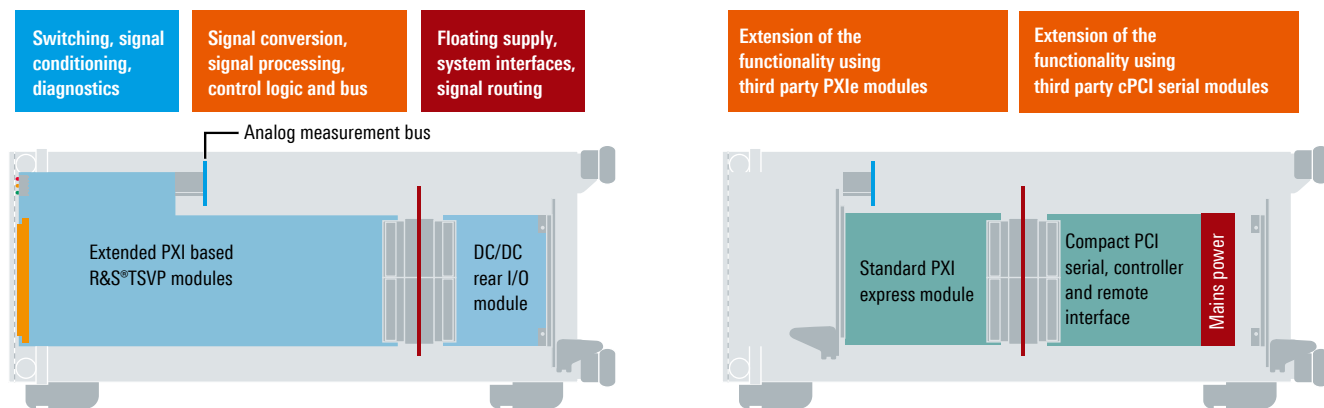 Switching, signal
conditioning,
diagnostics
Signal conversion,
signal processing,
control logic and bus
Floating supply,
system interfaces,
signal routing
Analog measurement bus
Extended PXI based
R&S®TSVP modules
DC/DC
rear I/O
module
Extension of the
functionality using
third party PXIe modules
Extension of the
functionality using
third party cPCI serial modules
Standard PXI
express module
Compact PCI
serial, controller
and remote
interface
Mains power